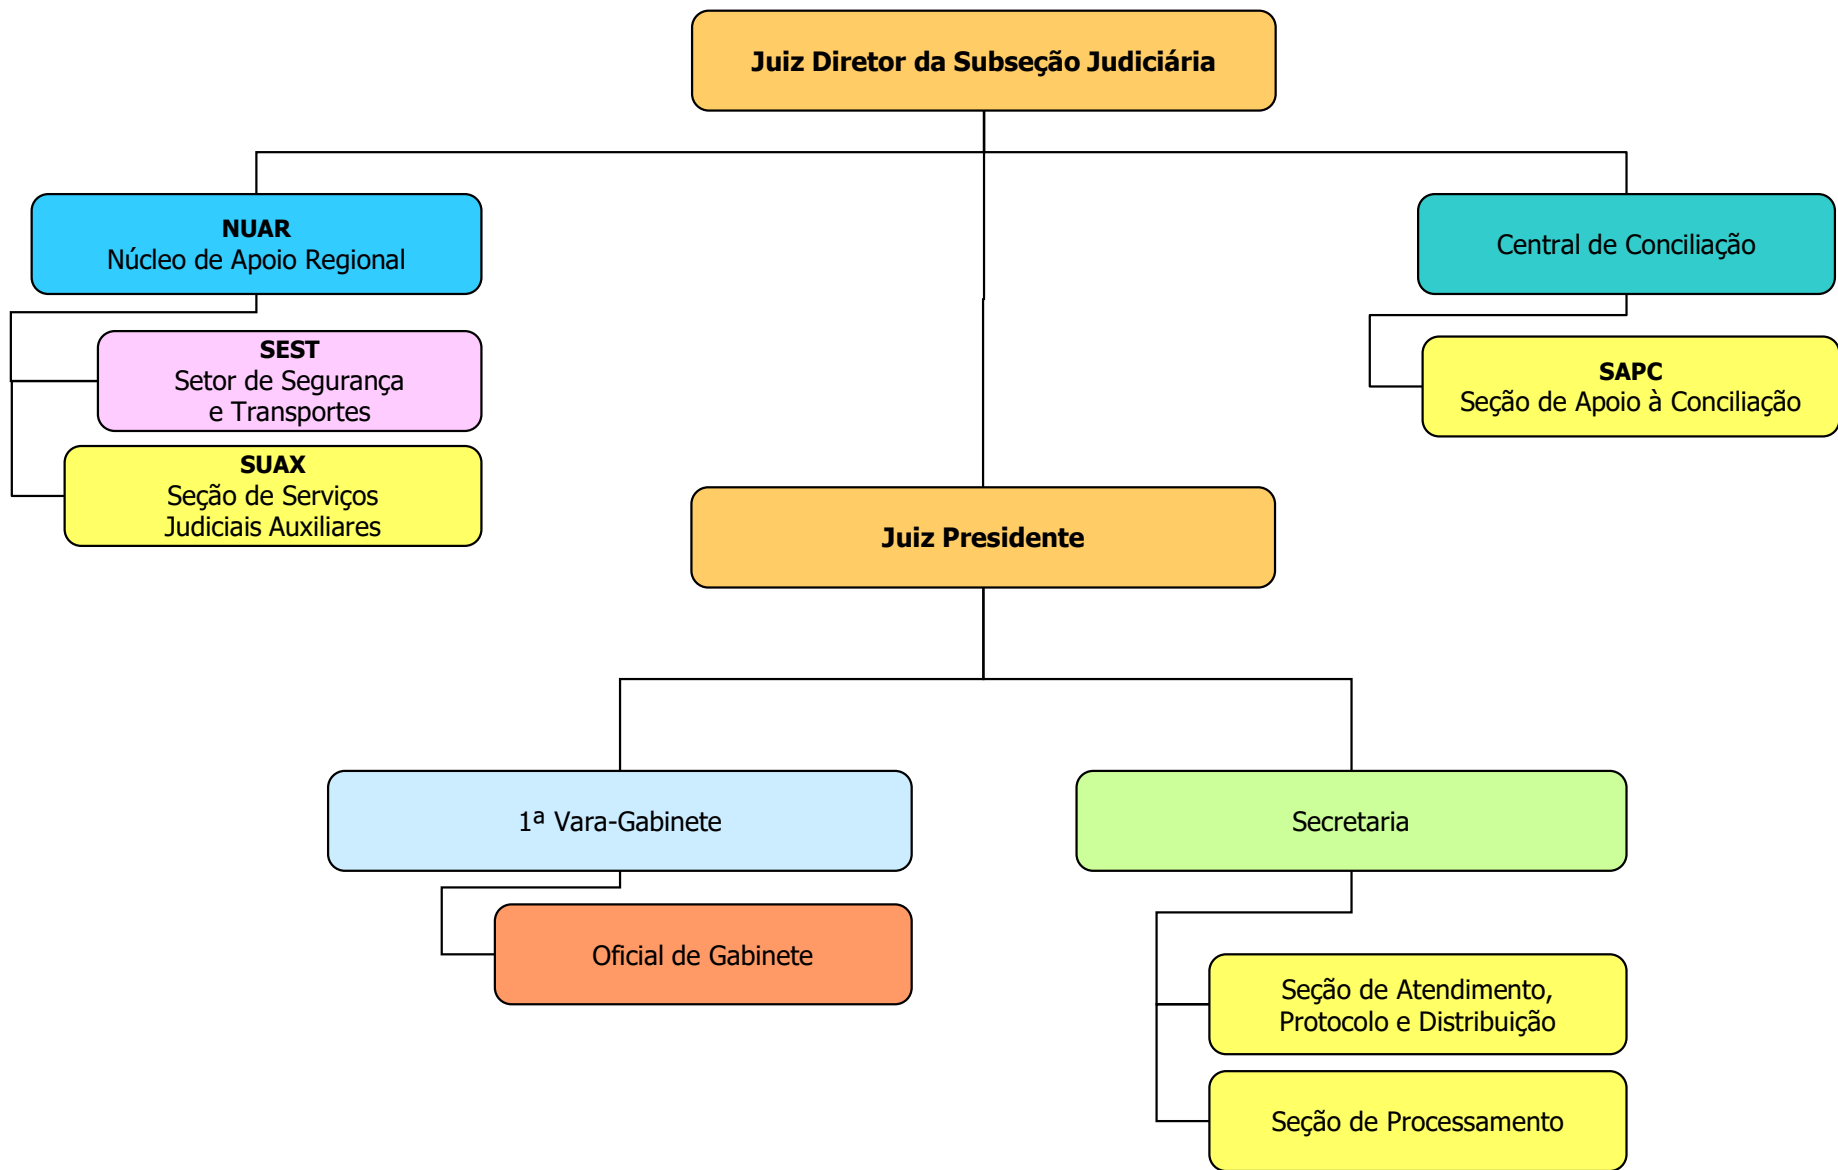 Juiz Diretor da Subseção Judiciária
NUAR
Núcleo de Apoio Regional
Central de Conciliação
SEST
Setor de Segurança
e Transportes
SAPC
Seção de Apoio à Conciliação
SUAX
Seção de Serviços
Judiciais Auxiliares
Juiz Presidente
1ª Vara-Gabinete
Secretaria
Oficial de Gabinete
Seção de Atendimento,
Protocolo e Distribuição
Seção de Processamento